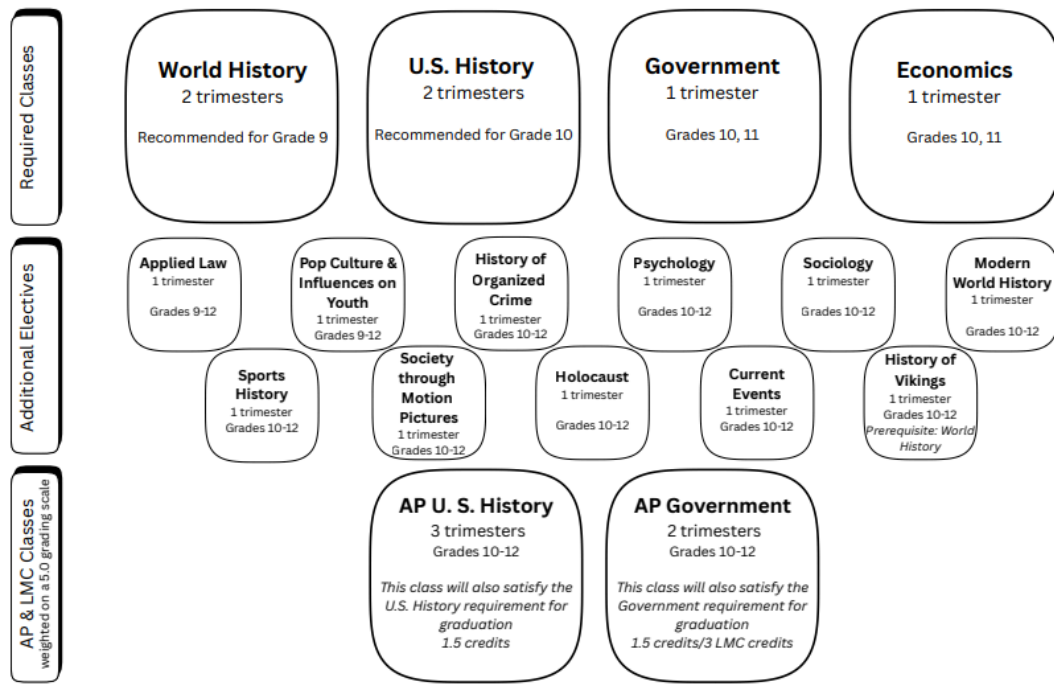 Required Classes
World History
2 trimesters
Recommended for Grade 9
U.S. History
2 trimesters
Recommended for Grade 10
Government
1 trimester
Grades 10, 11
Economics
1 trimester
Grades 10, 11
Additional Electives
Applied Law
1 trimester
Grades 9-12
Pop Culture &
Influences on
Youth
1 trimester
Grades 9-12
History of
Organized
Crime
1 trimester
Grades 10-12
Psychology
1 trimester
Grades 10-12
Sociology
1 trimester
Grades 10-12
Modern
World History
1 trimester
Grades 10-12
Sports
History
1 trimester
Grades 10-12
Society
through
Motion
Pictures
1 trimester
Grades 10-12
Holocaust
1 trimester
Grades 10-12
Current
Events
1 trimester
Grades 10-12
History of
Vikings
1 trimester
Grades 10-12
Prerequisite: World
History
AP & LMC Classes
weighted on a 5.0 grading scale
AP U. S. History
3 trimesters
Grades 10-12
This class will also satisfy the
U.S. History requirement for
graduation
1.5 credits
AP Government
2 trimesters
Grades 10-12
This class will also satisfy the
Government requirement for
graduation
1.5 credits/3 LMC credits